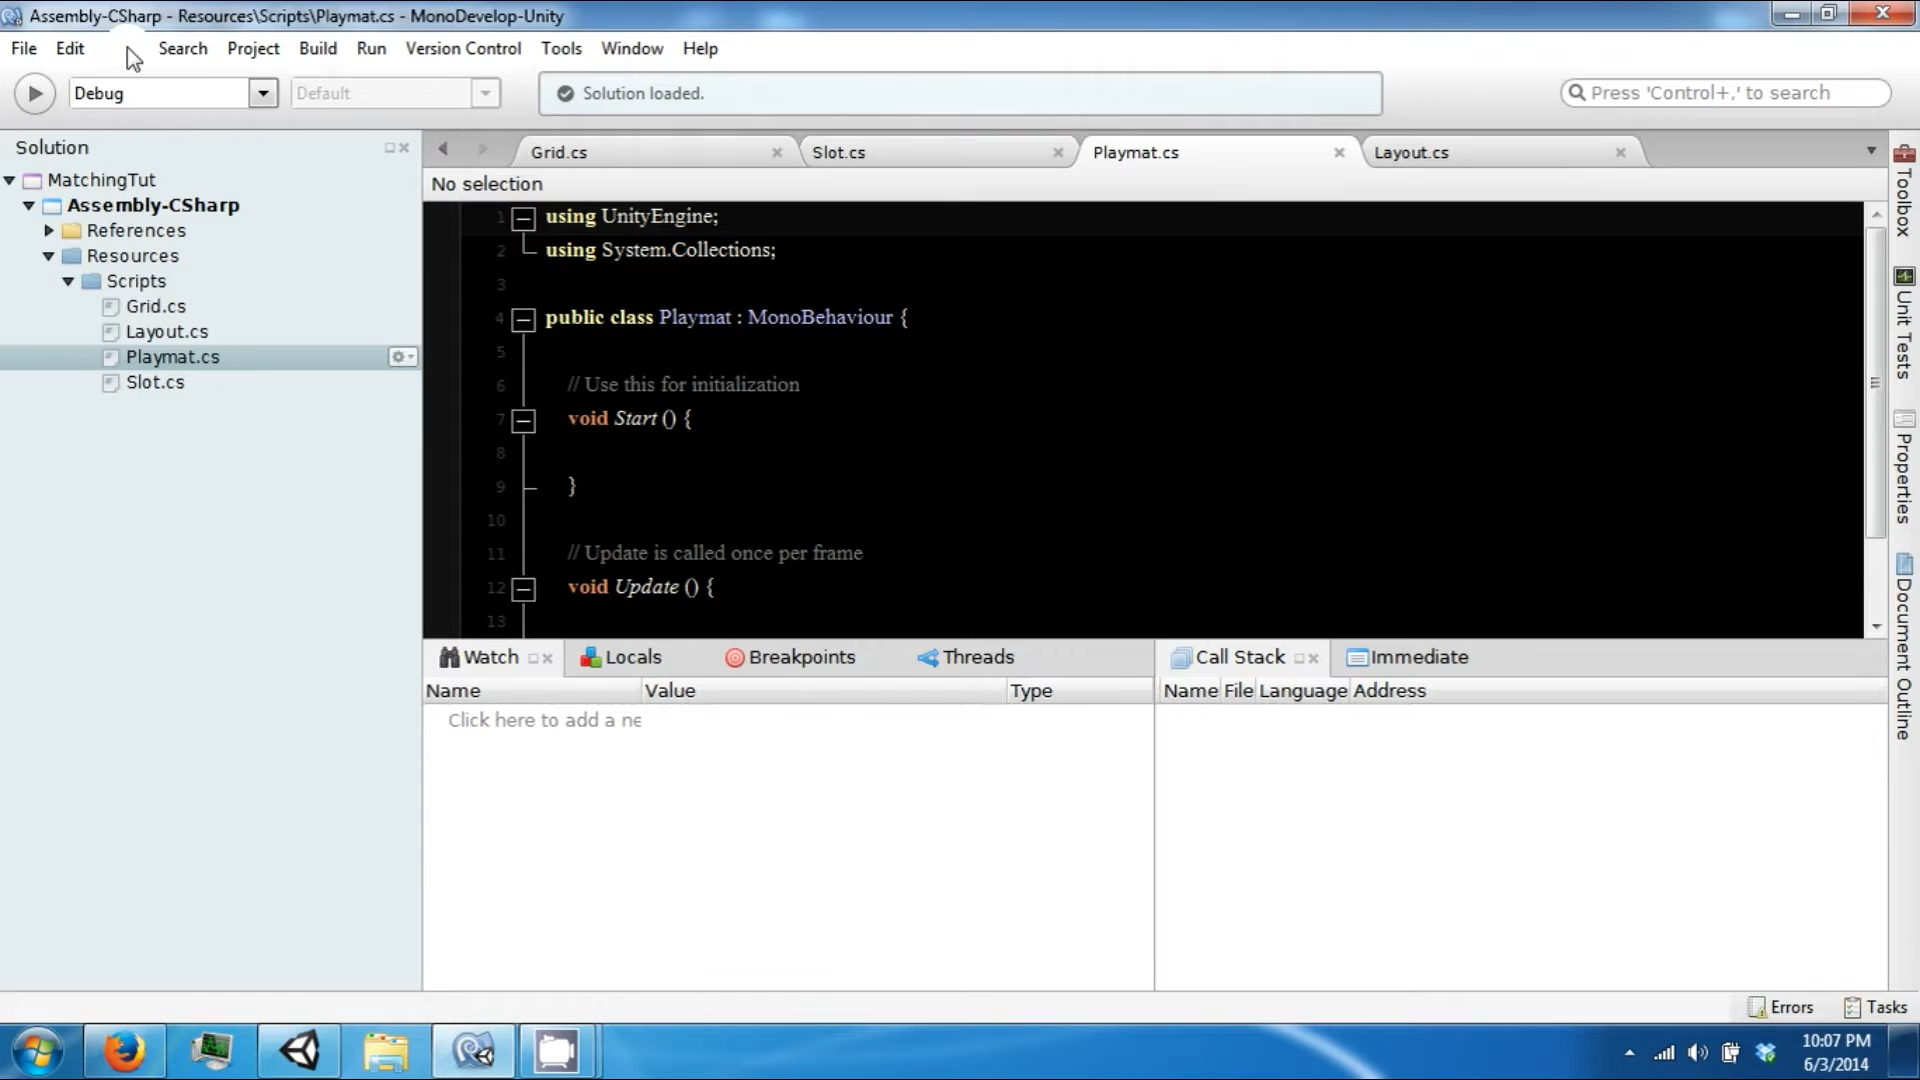 Assembly-CSharp - Resources\Scripts\Playmat.cs - MonoDevelop-Unity
File Edit Search Project Build Run Version Control Tools Window Help
Debug Default Solution loaded. Press 'Control+,' to search
Solution
MatchingTut
Assembly-CSharp
References
Resources
Scripts
Grid.cs
Layout.cs
Playmat.cs
Slot.cs
Grid.cs Slot.cs Playmat.cs Layout.cs
No selection
1 using UnityEngine;
2 using System.Collections;
3
4 public class Playmat : MonoBehaviour {
5
6 // Use this for initialization
7 void Start () {
8
9 }
10
11 // Update is called once per frame
12 void Update () {
13
Toolbox
Unit Tests
Properties
Document Outline
Watch Locals Breakpoints Threads
Name Value Type
Click here to add a ne
Call Stack Immediate
Name File Language Address
Errors Tasks
10:07 PM
6/3/2014